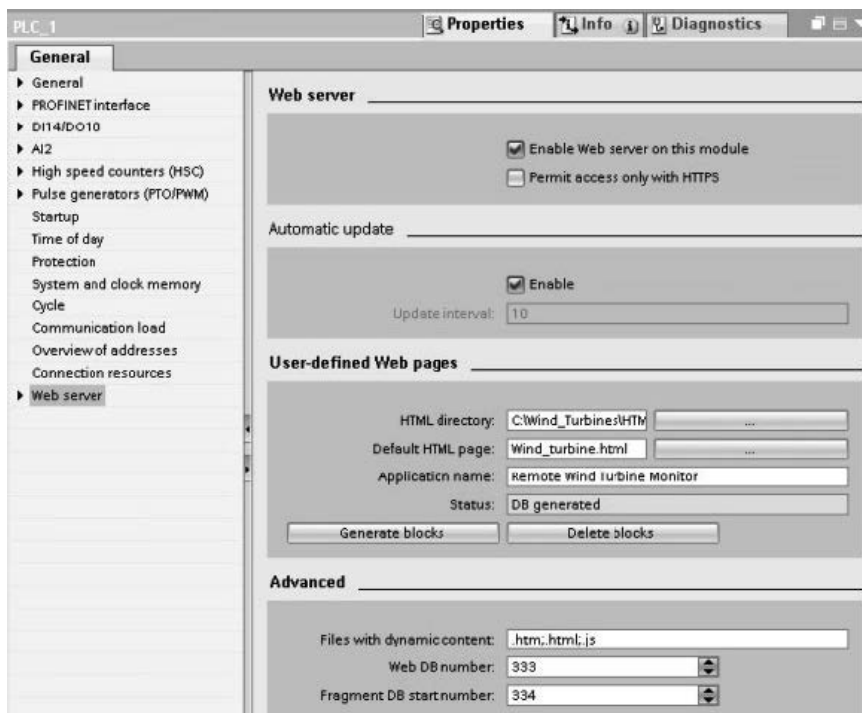 PLC_1
Properties
Info
Diagnostics
General
General
PROFINET interface
DI14/DO10
AI2
High speed counters (HSC)
Pulse generators (PTO/PWM)
Startup
Time of day
Protection
System and clock memory
Cycle
Communication load
Overview of addresses
Connection resources
Web server
Web server
Enable Web server on this module
Permit access only with HTTPS
Automatic update
Enable
Update interval: 10
User-defined Web pages
HTML directory: C:\Wind_Turbines\HTM ...
Default HTML page: Wind_turbine.html ...
Application name: Remote Wind Turbine Monitor
Status: DB generated
Generate blocks Delete blocks
Advanced
Files with dynamic content: .htm;.html;.js
Web DB number: 333
Fragment DB start number: 334